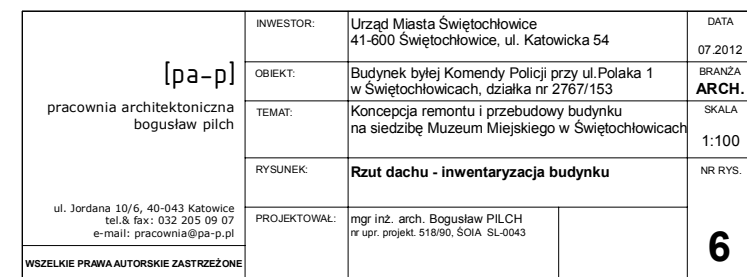 [pa-p]
pracownia architektoniczna
bogusław pilch
ul. Jordana 10/6, 40-043 Katowice
tel.& fax: 032 205 09 07
e-mail: pracownia@pa-p.pl
WSZELKIE PRAWA AUTORSKIE ZASTRZEŻONE
INWESTOR:
Urząd Miasta Świętochłowice
41-600 Świętochłowice, ul. Katowicka 54
OBIEKT:
Budynek byłej Komendy Policji przy ul.Polaka 1
w Świętochłowicach, działka nr 2767/153
TEMAT:
Koncepcja remontu i przebudowy budynku
na siedzibę Muzeum Miejskiego w Świętochłowicach
RYSUNEK:
Rzut dachu - inwentaryzacja budynku
PROJEKTOWAŁ:
mgr inż. arch. Bogusław PILCH
nr upr. projekt. 518/90, ŚOIA SL-0043
DATA
07.2012
BRANŻA
ARCH.
SKALA
1:100
NR RYS.
6